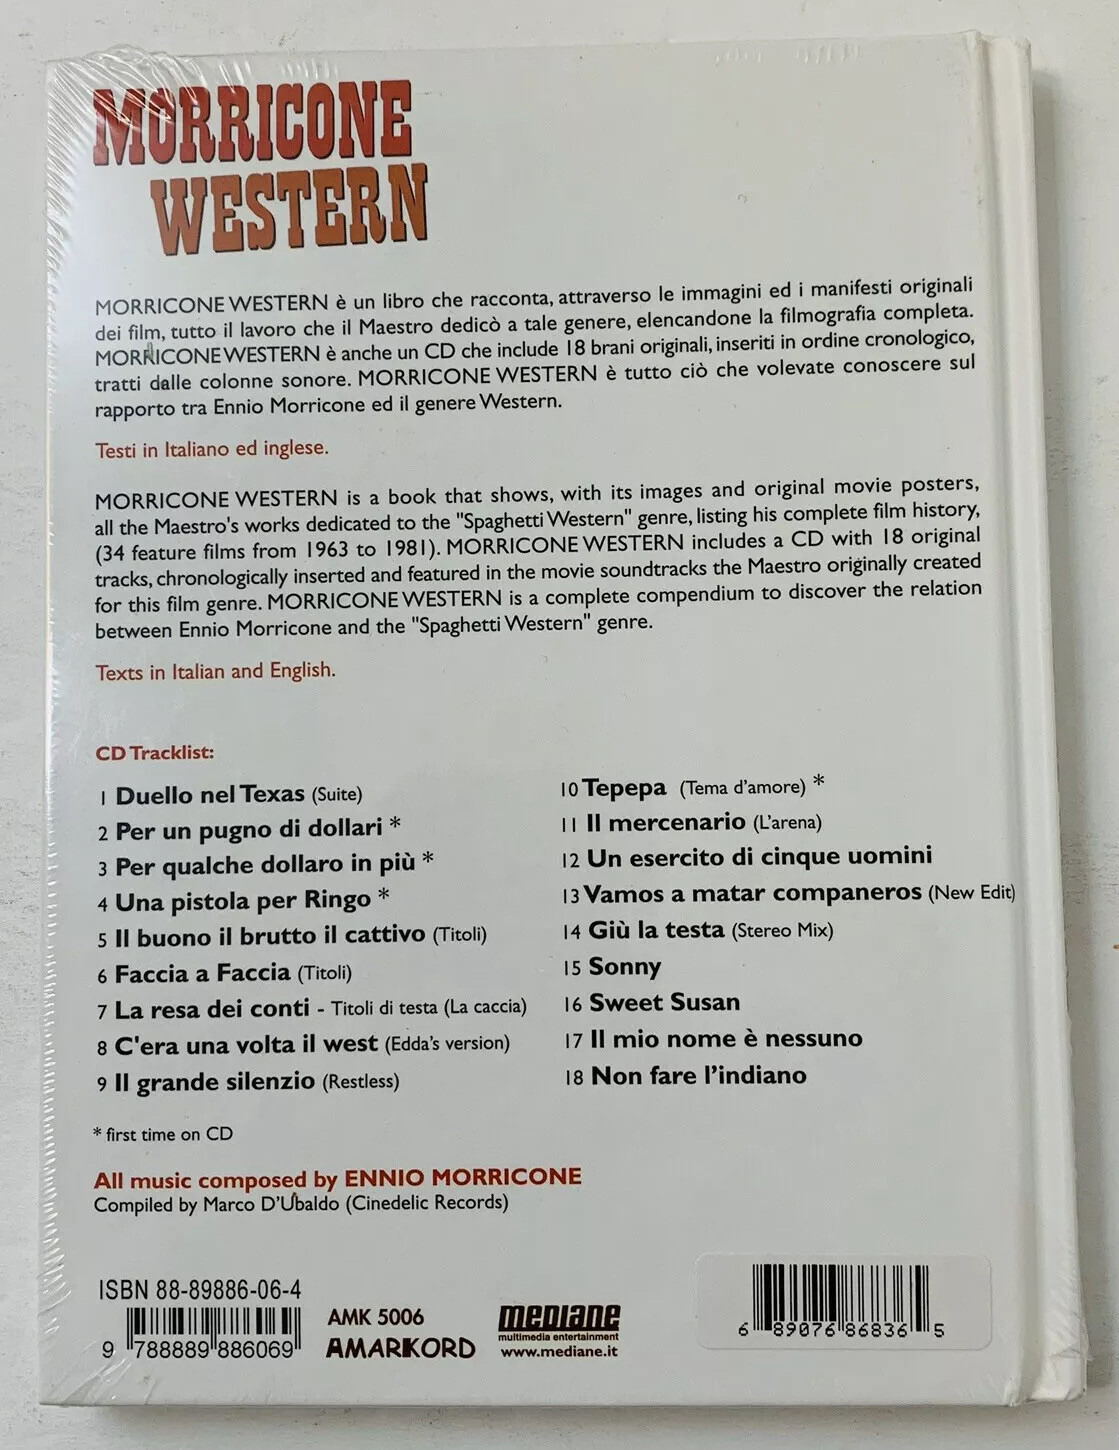 MORRICONE
WESTERN
MORRICONE WESTERN è un libro che racconta, attraverso le immagini ed i manifesti originali
dei film, tutto il lavoro che il Maestro dedicò a tale genere, elencandone la filmografia completa.
MORRICONE WESTERN è anche un CD che include 18 brani originali, inseriti in ordine cronologico,
tratti dalle colonne sonore. MORRICONE WESTERN è tutto ciò che volevate conoscere sul
rapporto tra Ennio Morricone ed il genere Western.
Testi in Italiano ed inglese.
MORRICONE WESTERN is a book that shows, with its images and original movie posters,
all the Maestro's works dedicated to the "Spaghetti Western" genre, listing his complete film history,
(34 feature films from 1963 to 1981). MORRICONE WESTERN includes a CD with 18 original
tracks, chronologically inserted and featured in the movie soundtracks the Maestro originally created
for this film genre. MORRICONE WESTERN is a complete compendium to discover the relation
between Ennio Morricone and the "Spaghetti Western" genre.
Texts in Italian and English.
CD Tracklist:
1 Duello nel Texas (Suite)
2 Per un pugno di dollari *
3 Per qualche dollaro in più *
4 Una pistola per Ringo *
5 Il buono il brutto il cattivo (Titoli)
6 Faccia a Faccia (Titoli)
7 La resa dei conti - Titoli di testa (La caccia)
8 C'era una volta il west (Edda's version)
9 Il grande silenzio (Restless)
10 Tepepa (Tema d'amore) *
11 Il mercenario (L'arena)
12 Un esercito di cinque uomini
13 Vamos a matar companeros (New Edit)
14 Giù la testa (Stereo Mix)
15 Sonny
16 Sweet Susan
17 Il mio nome è nessuno
18 Non fare l'indiano
* first time on CD
All music composed by ENNIO MORRICONE
Compiled by Marco D'Ubaldo (Cinedelic Records)
ISBN 88-89886-06-4
9 788889 886069
AMK 5006
AMARKORD
mediane
multimedia entertainment
www.mediane.it
6 89076 86836 5